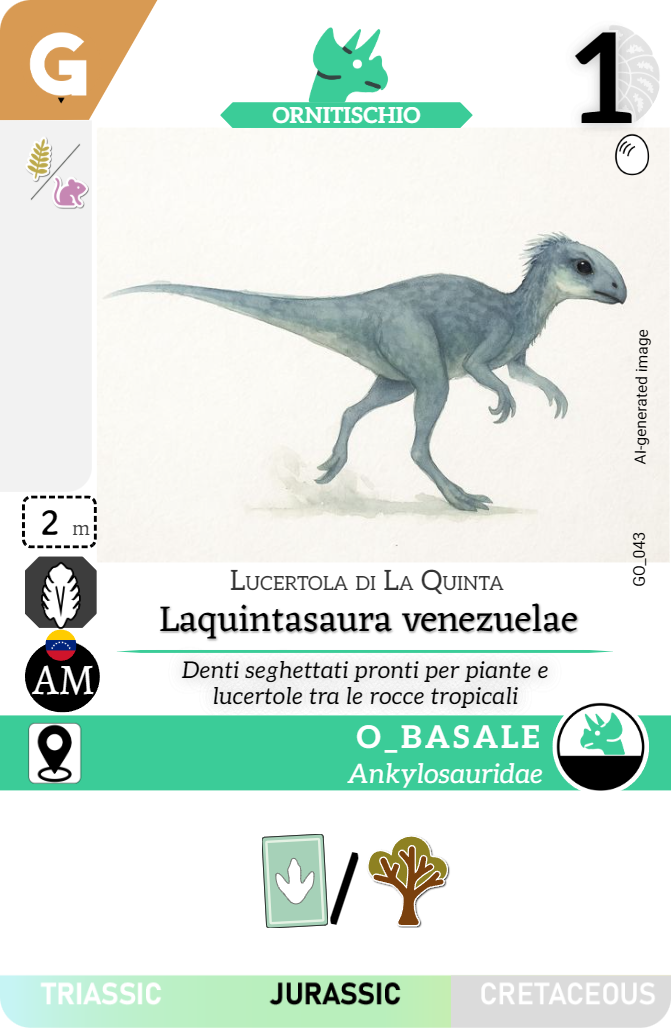 G
1
ORNITISCHIO
AI-generated image
GO_043
2 m
AM
Lucertola di La Quinta
Laquintasaura venezuelae
Denti seghettati pronti per piante e
lucertole tra le rocce tropicali
O_BASALE
Ankylosauridae
/
TRIASSIC JURASSIC CRETACEOUS